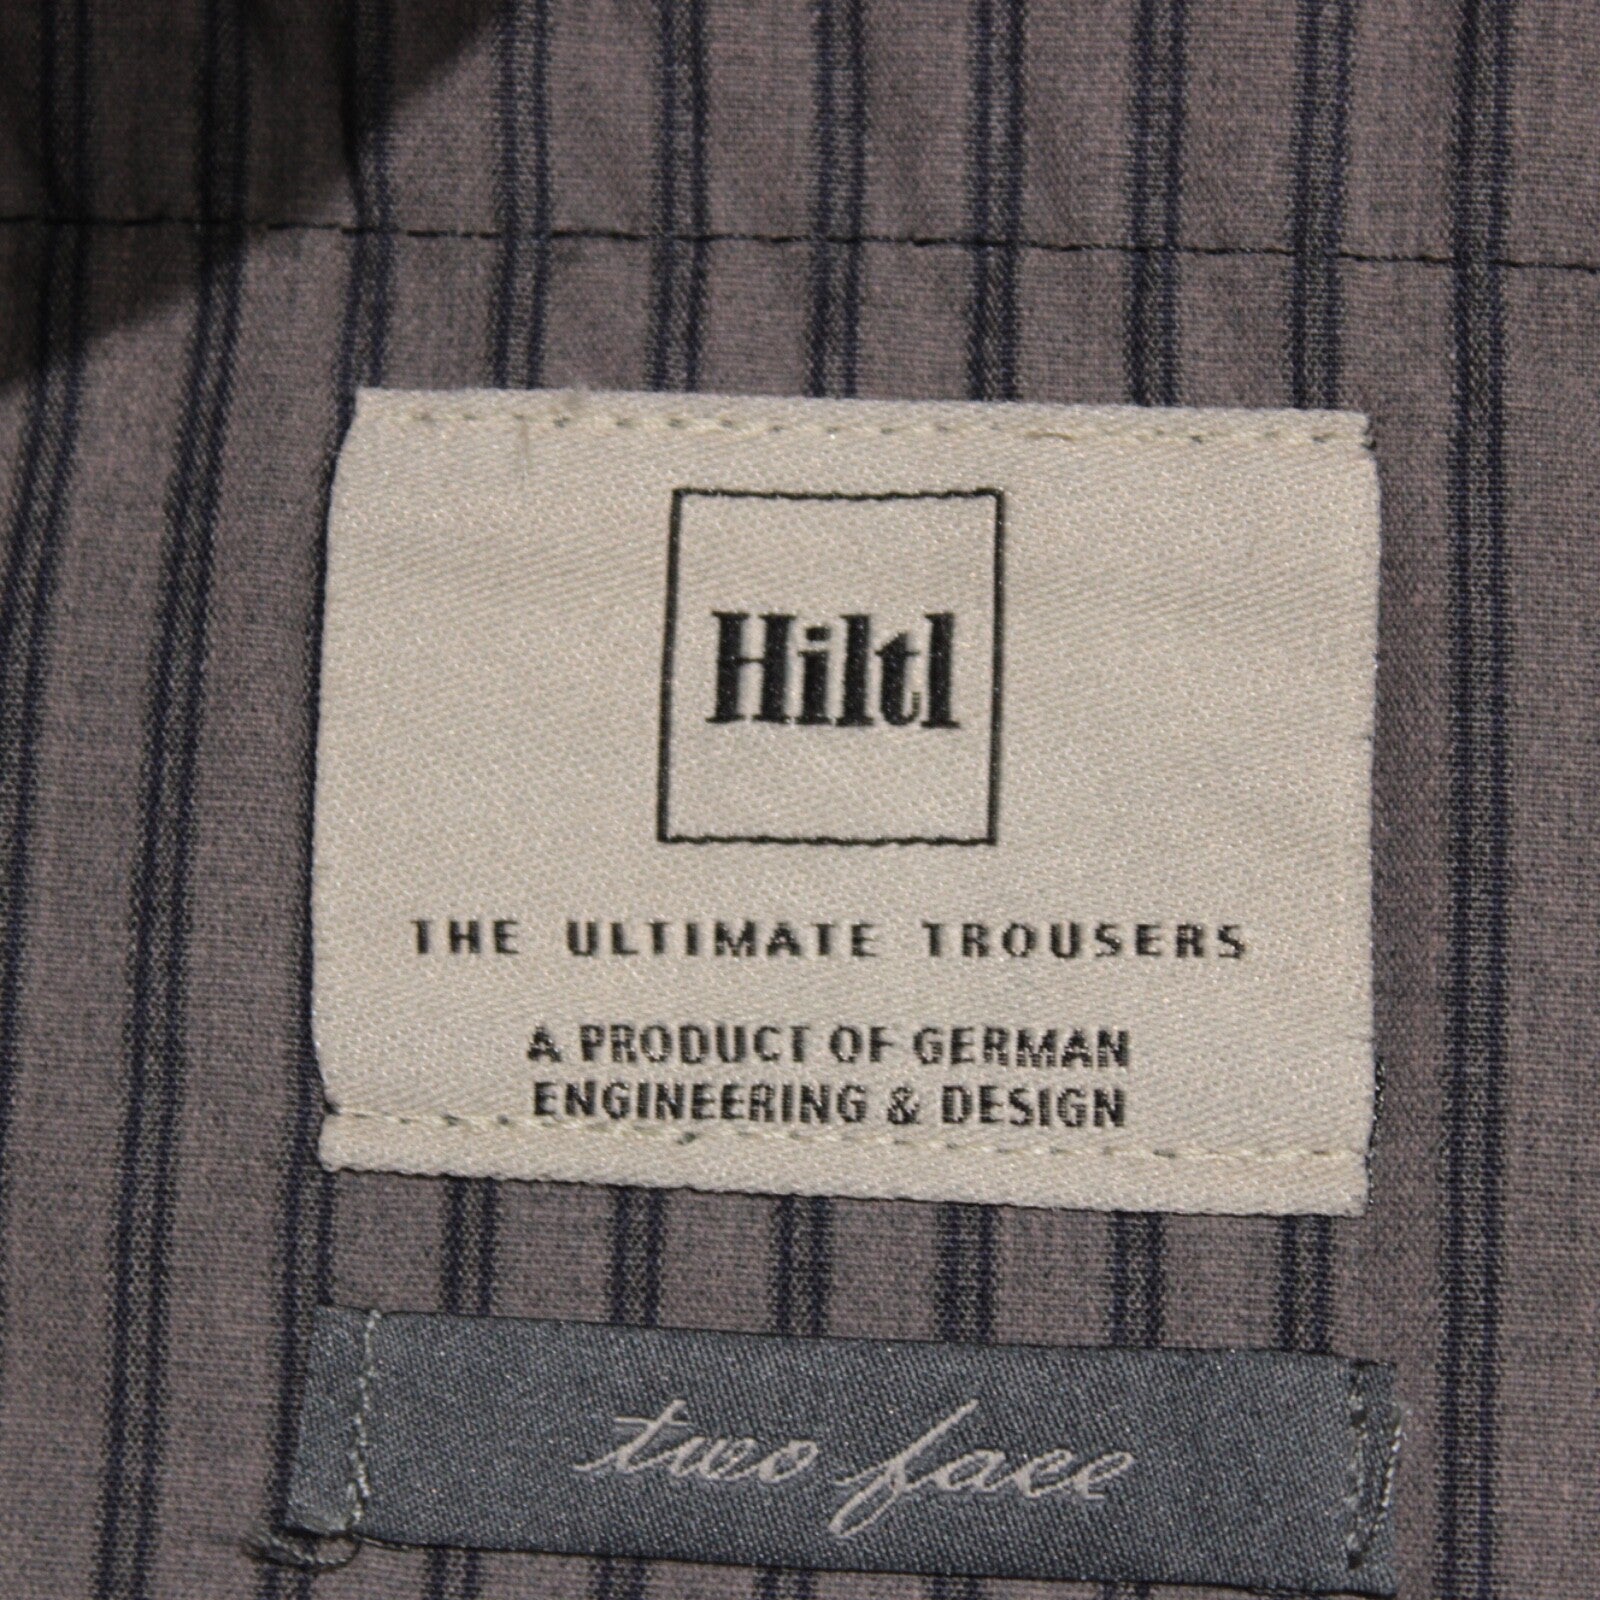 Hiltl
THE ULTIMATE TROUSERS
A PRODUCT OF GERMAN
ENGINEERING & DESIGN
two face